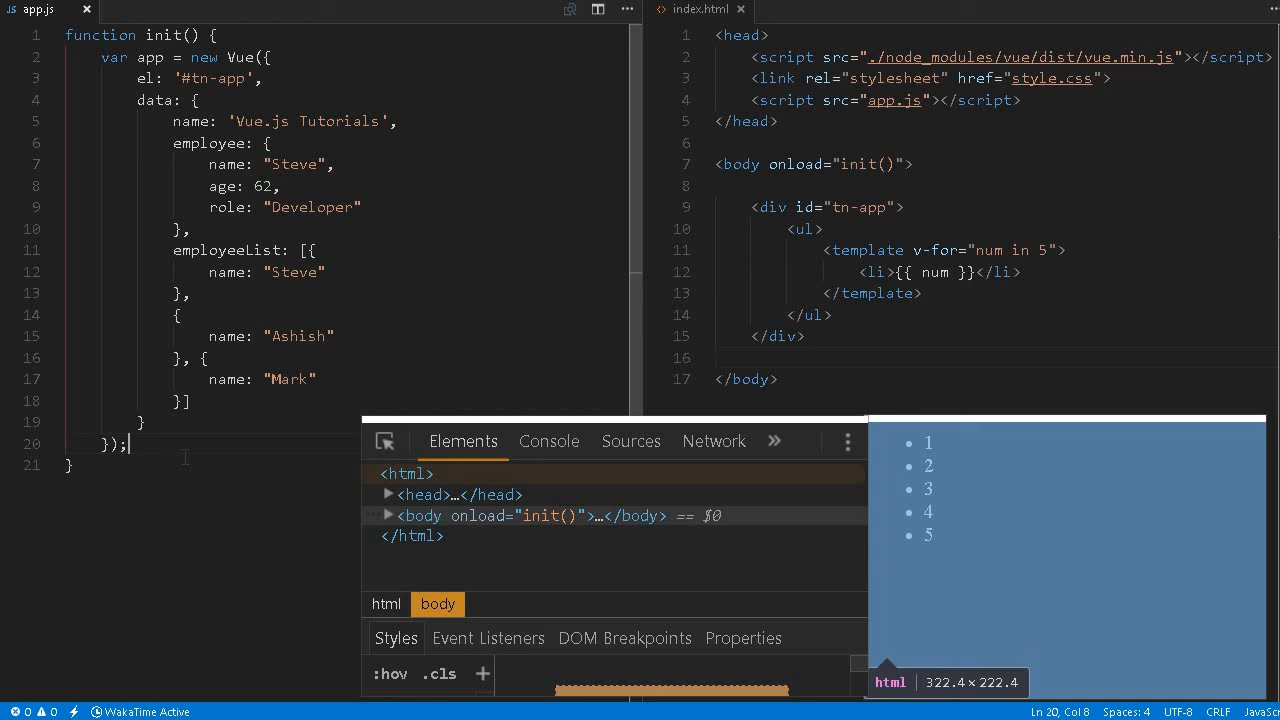 JS app.js × ···
1 function init() {
2 var app = new Vue({
3 el: '#tn-app',
4 data: {
5 name: 'Vue.js Tutorials',
6 employee: {
7 name: "Steve",
8 age: 62,
9 role: "Developer"
10 },
11 employeeList: [{
12 name: "Steve"
13 },
14 {
15 name: "Ashish"
16 }, {
17 name: "Mark"
18 }]
19 }
20 });
21 }
<> index.html × ···
1 <head>
2 <script src="./node_modules/vue/dist/vue.min.js"></script>
3 <link rel="stylesheet" href="style.css">
4 <script src="app.js"></script>
5 </head>
6
7 <body onload="init()">
8
9 <div id="tn-app">
10 <ul>
11 <template v-for="num in 5">
12 <li>{{ num }}</li>
13 </template>
14 </ul>
15 </div>
16
17 </body>
Elements Console Sources Network »
<html>
<head>…</head>
<body onload="init()">…</body> == $0
</html>
html body
Styles Event Listeners DOM Breakpoints Properties
:hov .cls +
1
2
3
4
5
html 322.4×222.4
0 0 WakaTime Active Ln 20, Col 8 Spaces: 4 UTF-8 CRLF JavaSc